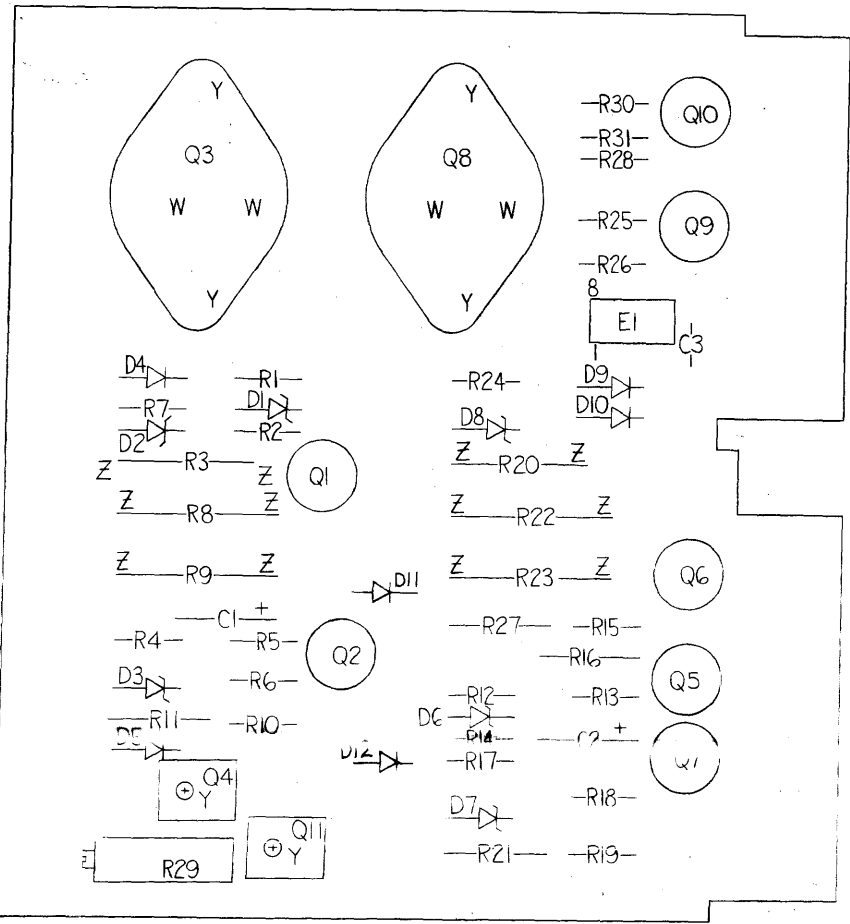 Y
Y
R30
Q10
R31
Q3
Q8
R28
W
W
W
W
R25
Q9
R26
8
Y
Y
E1
1
C3
D4
R1
R24
D9
R7
D1
D8
D10
D2
R2
Z
R3
Z
Q1
Z
R20
Z
Z
R8
Z
Z
R22
Z
Z
R9
Z
D11
Z
R23
Z
Q6
C1
+
R27
R15
R4
R5
Q2
R16
D3
R6
R12
R13
Q5
R11
R10
D6
D5
D12
R14
C2
+
Q7
R17
Q4
Y
R18
D7
Q11
Y
R29
R21
R19